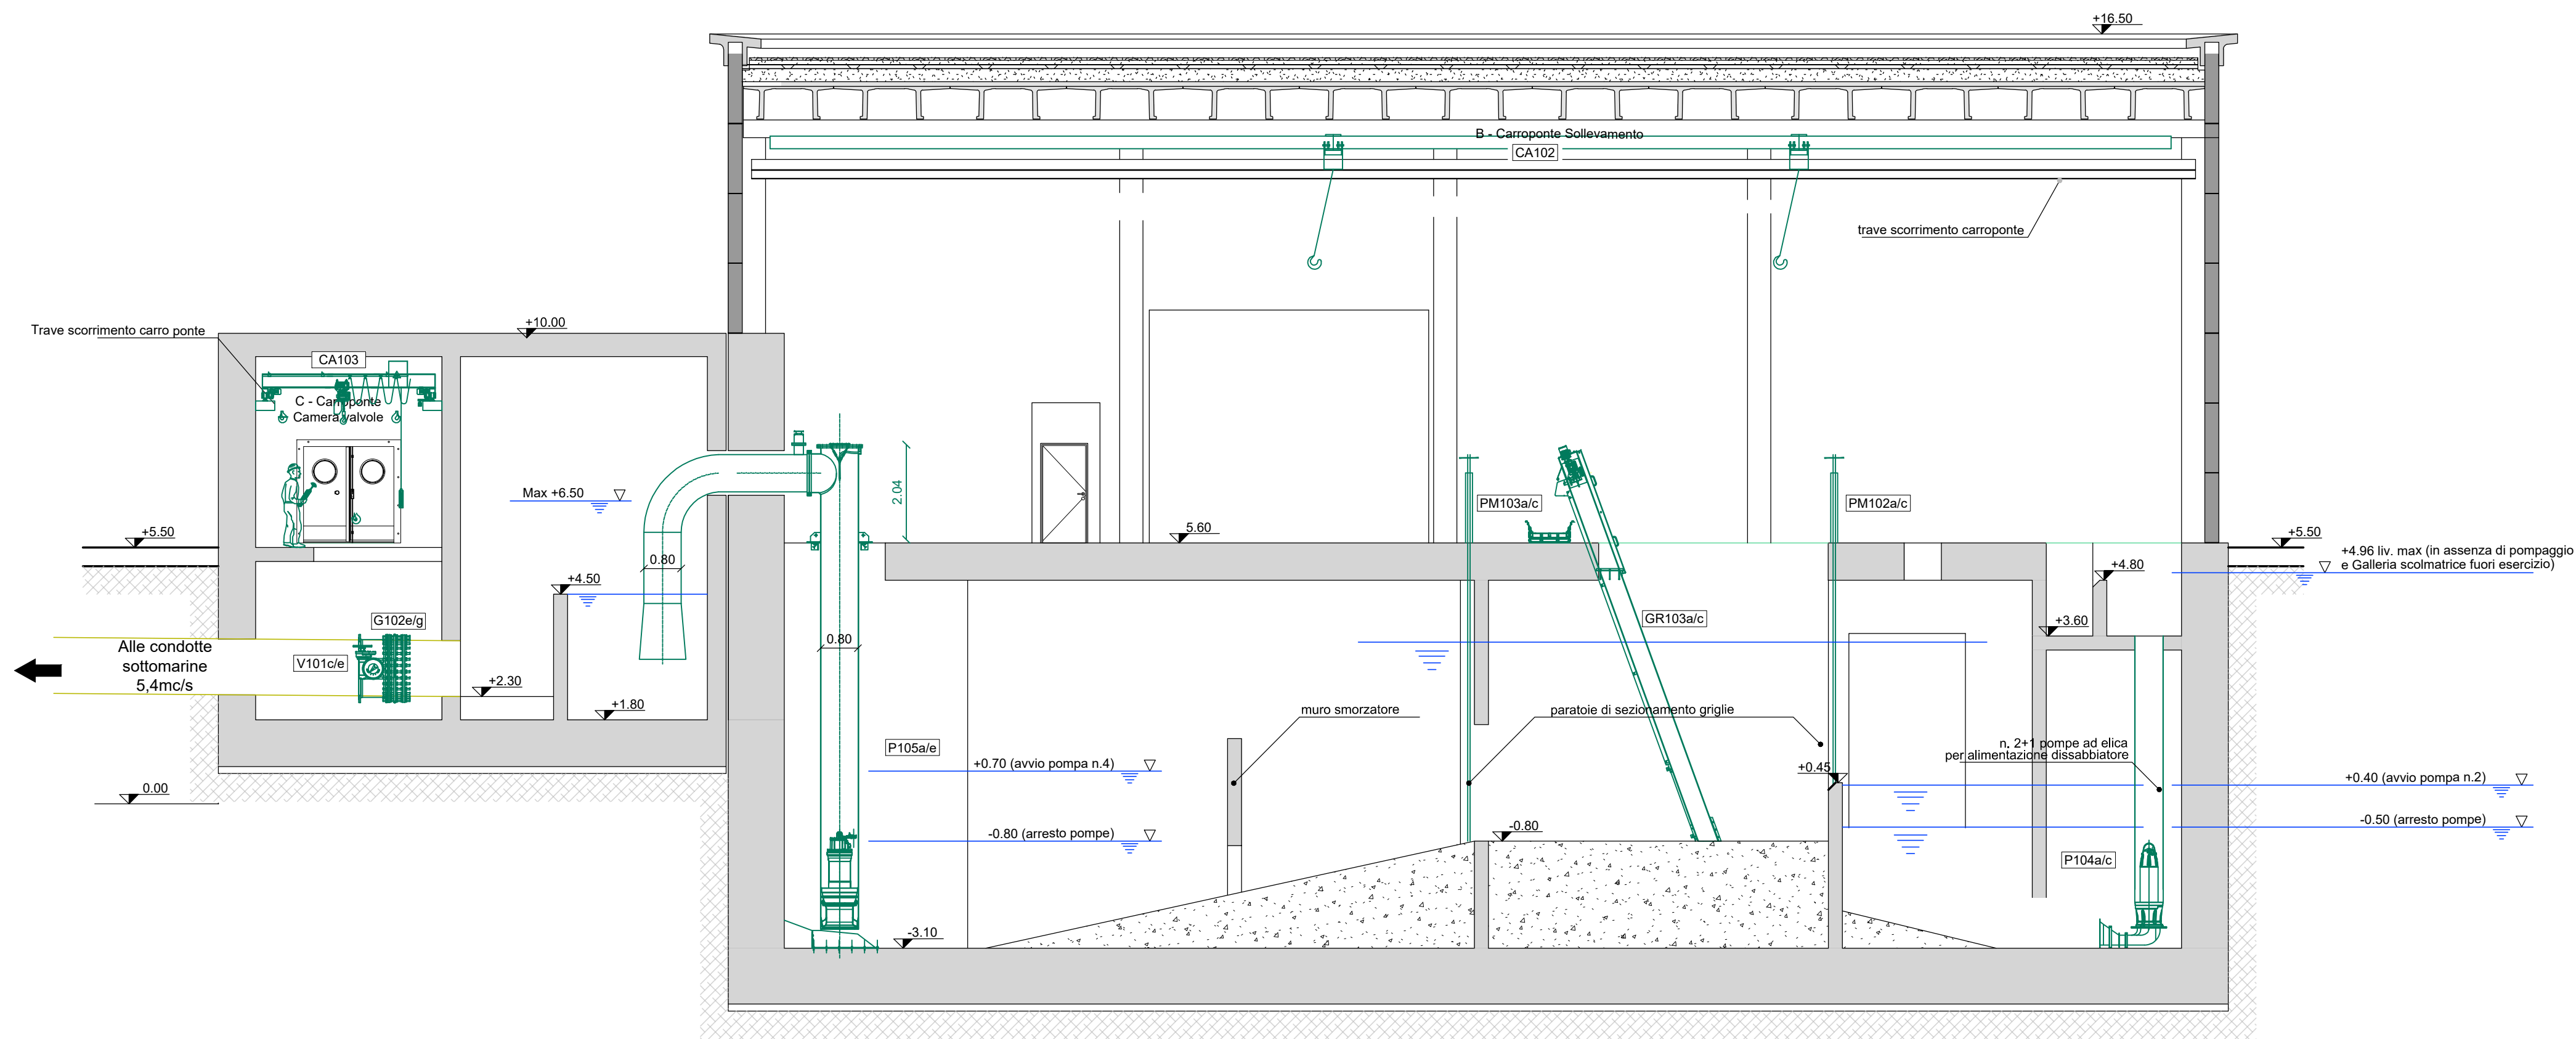 +16.50
B - Carroponte Sollevamento
CA102
trave scorrimento carroponte
+10.00
Trave scorrimento carro ponte
CA103
C - Carroponte
Camera valvole
Max +6.50
2.04
PM103a/c
PM102a/c
+5.50
5.60
+5.50
+4.96 liv. max (in assenza di pompaggio
e Galleria scolmatrice fuori esercizio)
0.80
+4.80
+4.50
G102e/g
GR103a/c
+3.60
0.80
Alle condotte
sottomarine
5,4mc/s
V101c/e
+2.30
+1.80
muro smorzatore
paratoie di sezionamento griglie
P105a/e
n. 2+1 pompe ad elica
per alimentazione dissabbiatore
+0.70 (avvio pompa n.4)
+0.45
+0.40 (avvio pompa n.2)
0.00
-0.80 (arresto pompe)
-0.80
-0.50 (arresto pompe)
P104a/c
-3.10